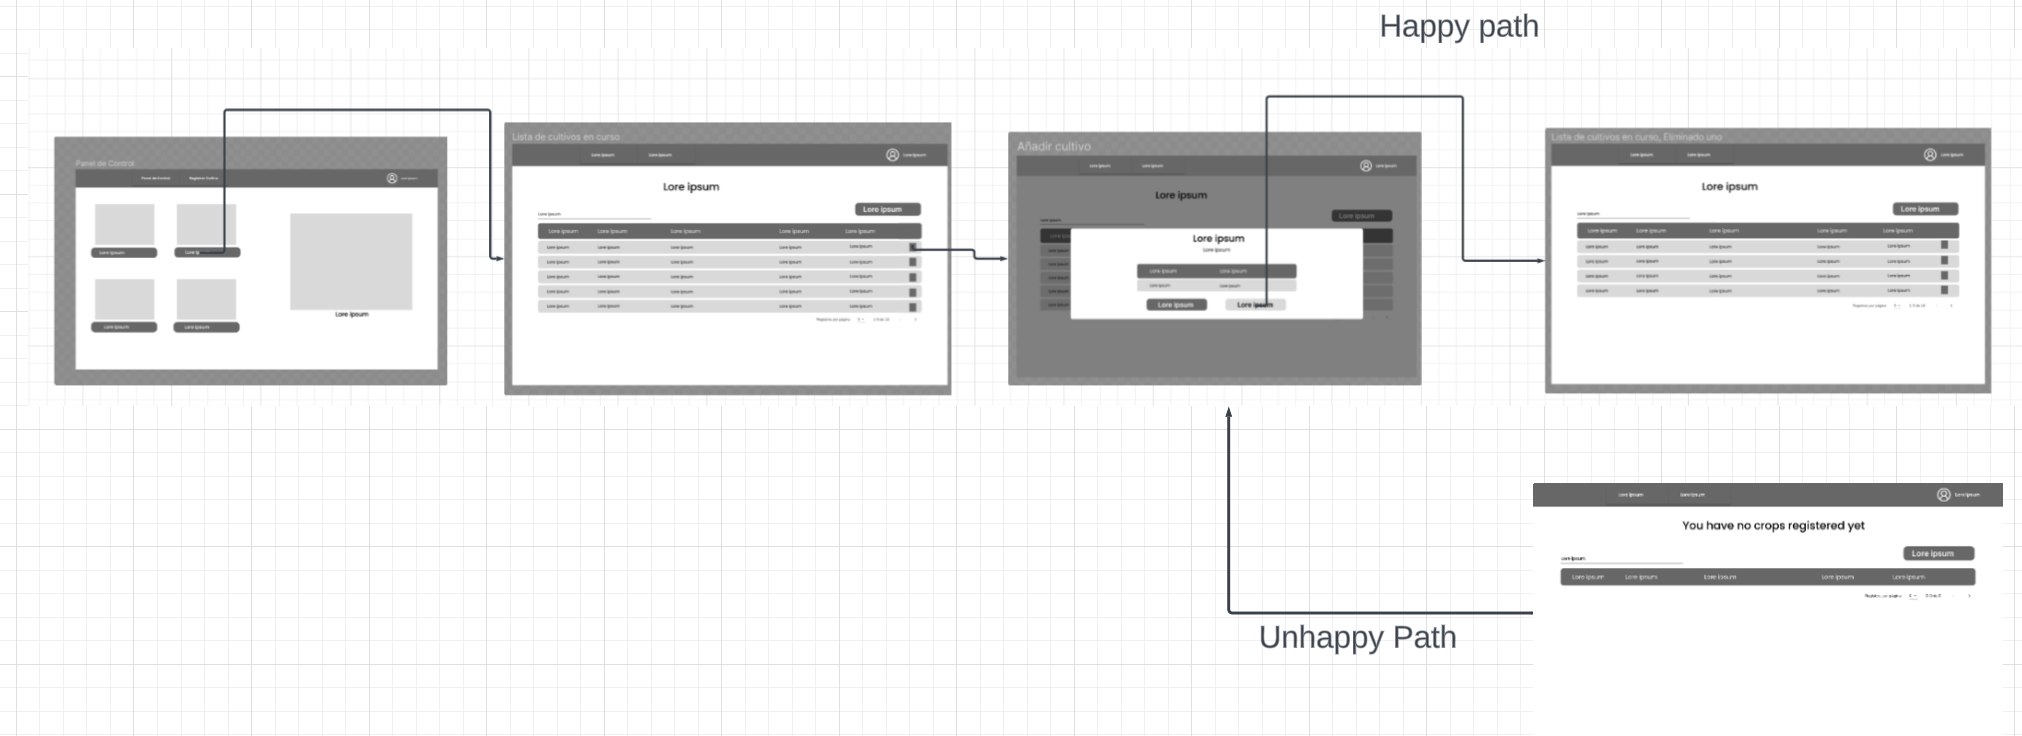 Happy path
Panel de Control
Panel de Control Registrar Cultivo Lorem Ipsum
Lore ipsum
Lore ip
Lore ipsum
Lore ipsum
Lore ipsum
Lista de cultivos en curso
Lore ipsum Lore ipsum Lore ipsum
Lore ipsum
Lore ipsum
Lore ipsum
Lore ipsum Lore ipsum Lore ipsum Lore ipsum Lore ipsum
Lore ipsum Lore ipsum Lore ipsum Lore ipsum Lore ipsum
Lore ipsum Lore ipsum Lore ipsum Lore ipsum Lore ipsum
Lore ipsum Lore ipsum Lore ipsum Lore ipsum Lore ipsum
Lore ipsum Lore ipsum Lore ipsum Lore ipsum Lore ipsum
Lore ipsum Lore ipsum Lore ipsum Lore ipsum Lore ipsum
Registros por página
Añadir cultivo
Lore ipsum Lore ipsum Lore ipsum
Lore ipsum
Lore ipsum
Lore ipsum
Lore ipsum
Lore ipsum
Lore ipsum Lore ipsum
Lore ipsum Lore ipsum
Lore ipsum Lore ipsum
Lista de cultivos en curso, Eliminado uno
Lore ipsum Lore ipsum Lore ipsum
Lore ipsum
Lore ipsum
Lore ipsum
Lore ipsum Lore ipsum Lore ipsum Lore ipsum Lore ipsum
Lore ipsum Lore ipsum Lore ipsum Lore ipsum Lore ipsum
Lore ipsum Lore ipsum Lore ipsum Lore ipsum Lore ipsum
Lore ipsum Lore ipsum Lore ipsum Lore ipsum Lore ipsum
Lore ipsum Lore ipsum Lore ipsum Lore ipsum Lore ipsum
Registros por página
Lore ipsum Lore ipsum Lore ipsum
You have no crops registered yet
Lore ipsum
Lore ipsum
Lore ipsum Lore ipsum Lore ipsum Lore ipsum Lore ipsum
Registros por página
Unhappy Path